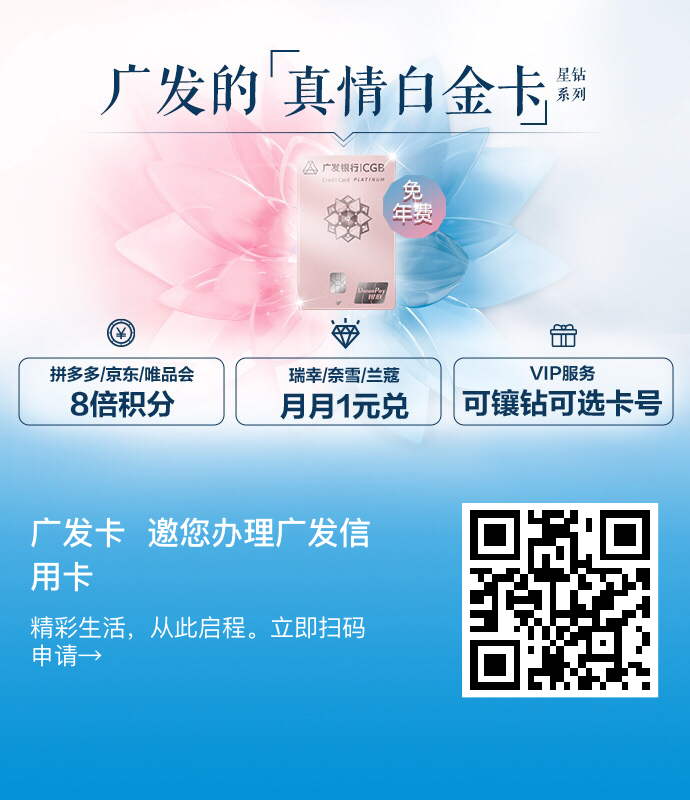 广发的「真情白金卡」
星钻
系列
广发银行|CGB
Credit Card PLATINUM
免
年费
UnionPay
银联
拼多多/京东/唯品会
8倍积分
瑞幸/奈雪/兰蔻
月月1元兑
VIP服务
可镶钻可选卡号
广发卡 邀您办理广发信
用卡
精彩生活，从此启程。立即扫码
申请→